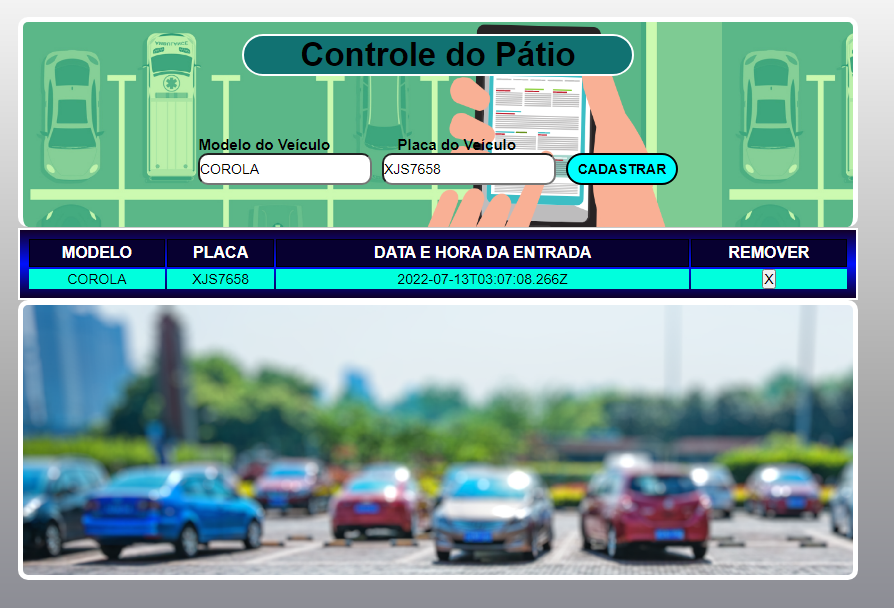 Controle do Pátio
Modelo do Veículo Placa do Veículo
COROLA XJS7658 CADASTRAR
MODELO PLACA DATA E HORA DA ENTRADA REMOVER
COROLA XJS7658 2022-07-13T03:07:08.266Z X